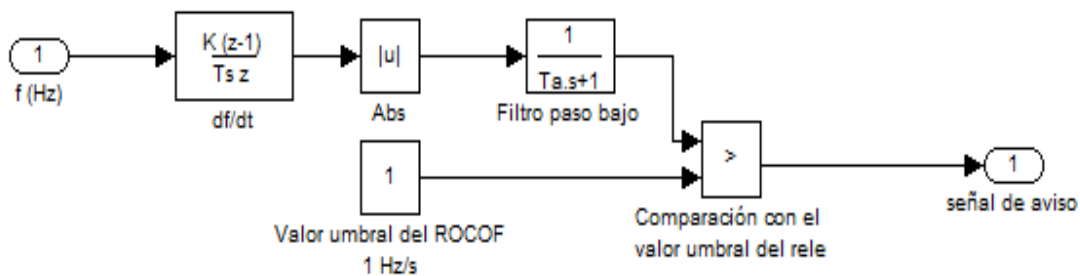 1
f (Hz)
K (z-1)
Ts z
df/dt
|u|
Abs
1
Ta.s+1
Filtro paso bajo
1
Valor umbral del ROCOF
1 Hz/s
>
Comparación con el
valor umbral del rele
1
señal de aviso